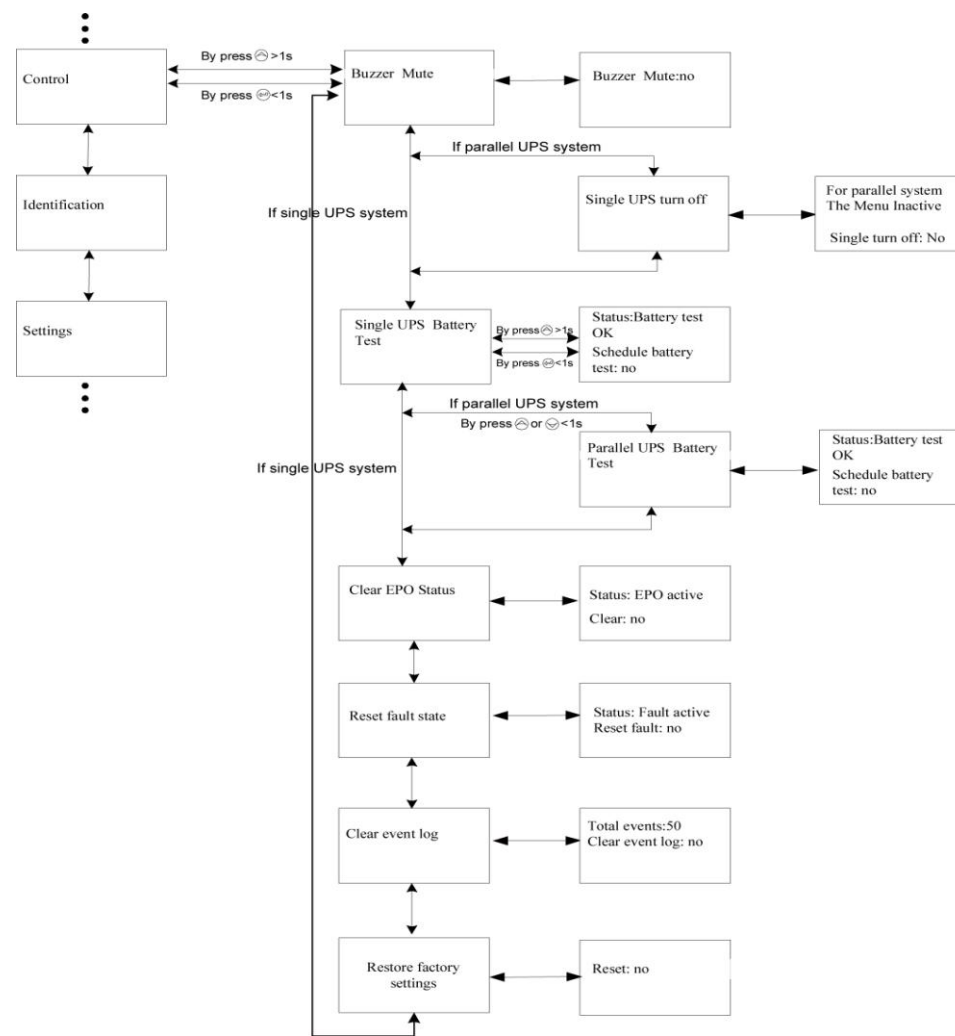 Control
By press >1s
By press <1s
Buzzer Mute
Buzzer Mute:no
If parallel UPS system
Identification
If single UPS system
Single UPS turn off
For parallel system
The Menu Inactive
Single turn off: No
Settings
Single UPS Battery
Test
By press >1s
By press <1s
Status:Battery test
OK
Schedule battery
test: no
If parallel UPS system
By press or <1s
If single UPS system
Parallel UPS Battery
Test
Status:Battery test
OK
Schedule battery
test: no
Clear EPO Status
Status: EPO active
Clear: no
Reset fault state
Status: Fault active
Reset fault: no
Clear event log
Total events:50
Clear event log: no
Restore factory
settings
Reset: no